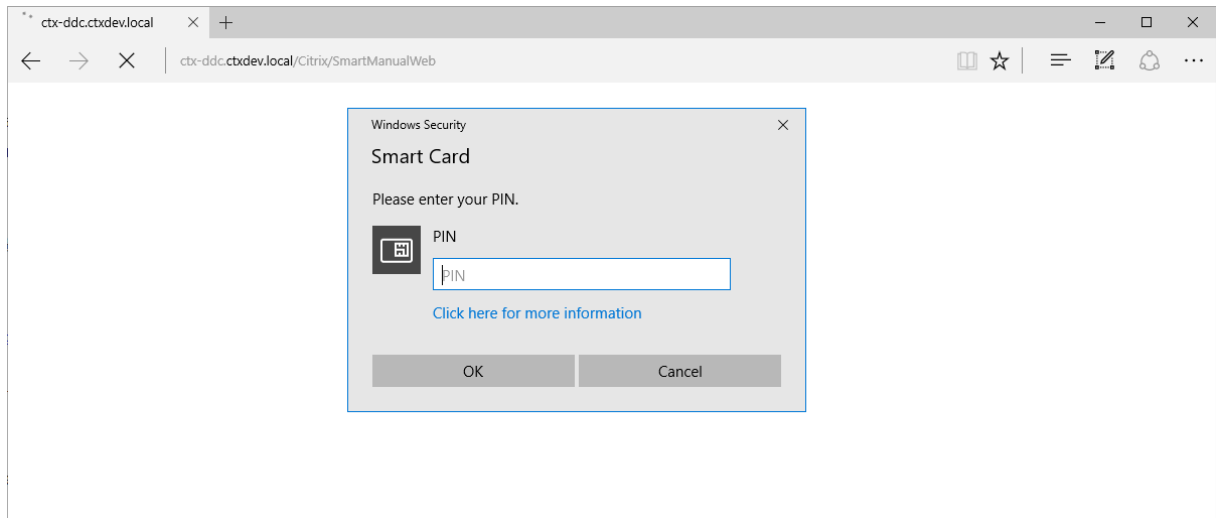 ctx-ddc.ctxdev.local
ctx-ddc.ctxdev.local/Citrix/SmartManualWeb
Windows Security
Smart Card
Please enter your PIN.
PIN
PIN
Click here for more information
OK Cancel